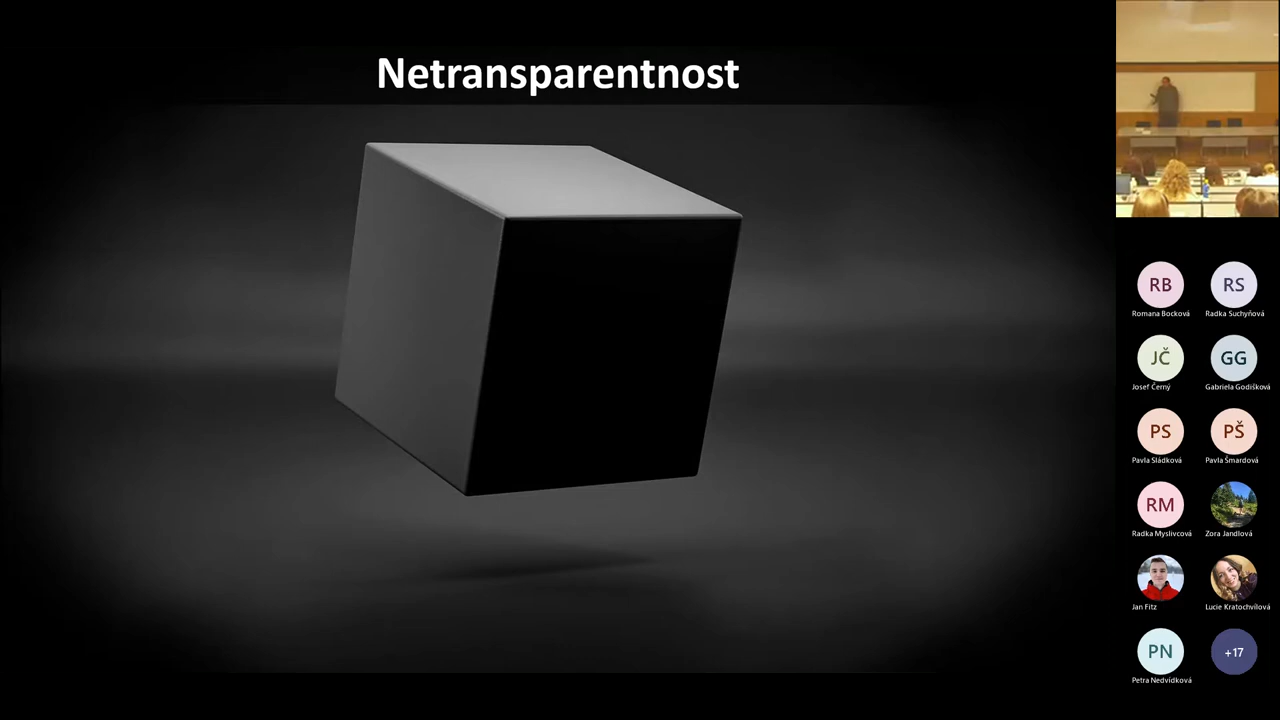 Netransparentnost
RB
RS
Romana Bocková
Radka Suchyňová
JČ
GG
Josef Černý
Gabriela Godišková
PS
PŠ
Pavla Sládková
Pavla Šmardová
RM
Radka Myslivcová
Zora Jandlová
Jan Fitz
Lucie Kratochvílová
PN
+17
Petra Nedvídková